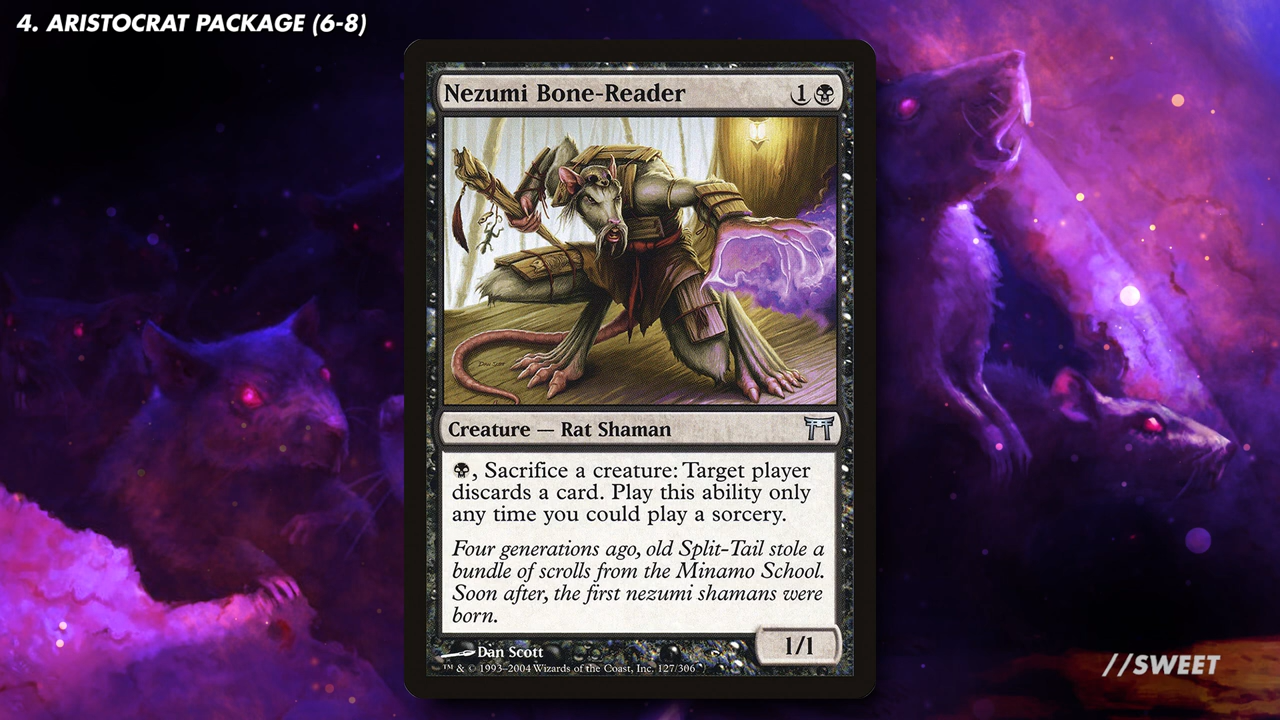 4. ARISTOCRAT PACKAGE (6-8)
Nezumi Bone-Reader 1
Creature — Rat Shaman
, Sacrifice a creature: Target player
discards a card. Play this ability only
any time you could play a sorcery.
Four generations ago, old Split-Tail stole a
bundle of scrolls from the Minamo School.
Soon after, the first nezumi shamans were
born.
1/1
Dan Scott
™ & © 1993–2004 Wizards of the Coast, Inc. 127/306
//SWEET